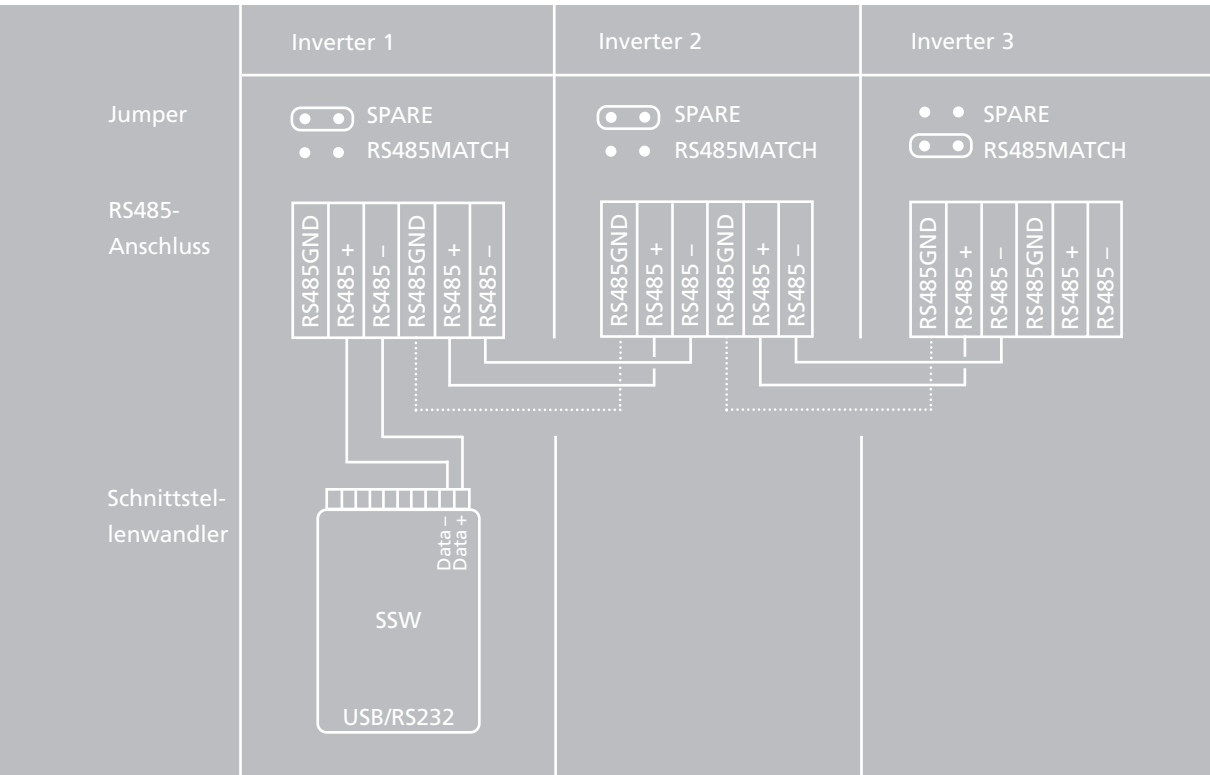 Inverter 1
Inverter 2
Inverter 3
Jumper
SPARE
RS485MATCH
SPARE
RS485MATCH
SPARE
RS485MATCH
RS485-
Anschluss
RS485GND
RS485 +
RS485 –
RS485GND
RS485 +
RS485 –
RS485GND
RS485 +
RS485 –
RS485GND
RS485 +
RS485 –
RS485GND
RS485 +
RS485 –
RS485GND
RS485 +
RS485 –
Schnittstel-
lenwandler
Data –
Data +
SSW
USB/RS232